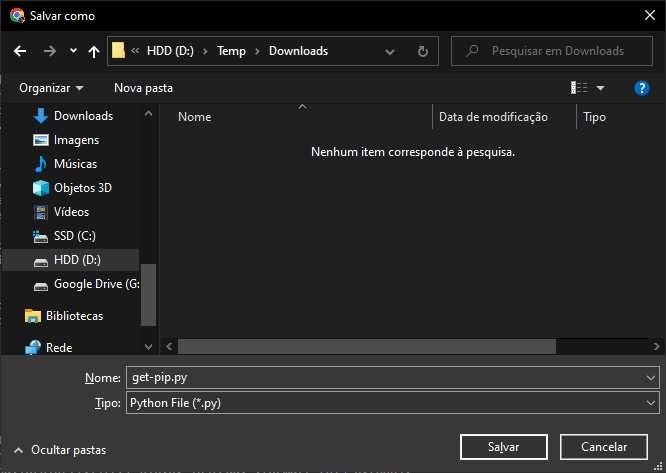 Salvar como
« HDD (D:) › Temp › Downloads
Pesquisar em Downloads
Organizar
Nova pasta
?
Downloads
Imagens
Músicas
Objetos 3D
Vídeos
SSD (C:)
HDD (D:)
Google Drive (G:
Bibliotecas
Rede
Nome
Data de modificação
Tipo
Nenhum item corresponde à pesquisa.
Nome: get-pip.py
Tipo: Python File (*.py)
Ocultar pastas
Salvar
Cancelar